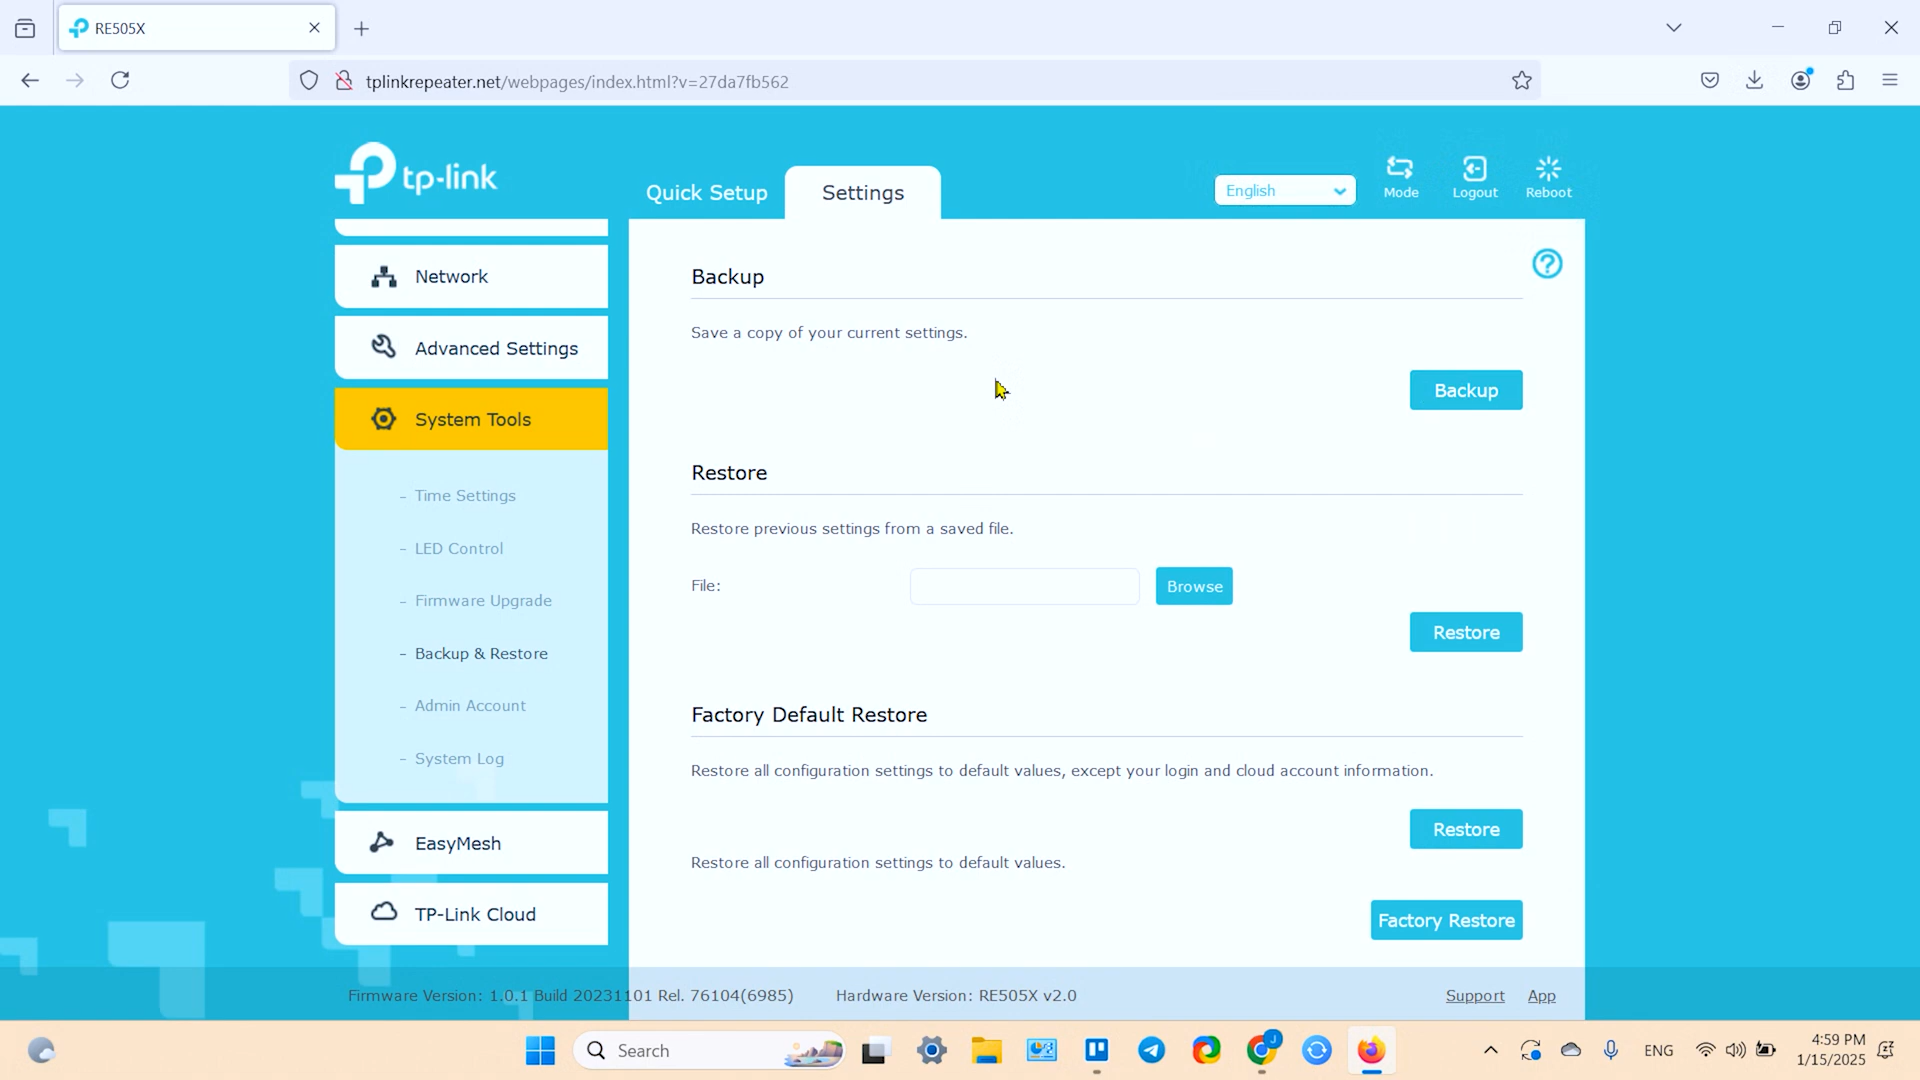 RE505X
tplinkrepeater.net/webpages/index.html?v=27da7fb562
tp-link
Quick Setup
Settings
English
Mode
Logout
Reboot
Network
Advanced Settings
System Tools
- Time Settings
- LED Control
- Firmware Upgrade
- Backup & Restore
- Admin Account
- System Log
EasyMesh
TP-Link Cloud
Backup
Save a copy of your current settings.
Backup
Restore
Restore previous settings from a saved file.
File:
Browse
Restore
Factory Default Restore
Restore all configuration settings to default values, except your login and cloud account information.
Restore
Restore all configuration settings to default values.
Factory Restore
Firmware Version: 1.0.1 Build 20231101 Rel. 76104(6985)
Hardware Version: RE505X v2.0
Support
App
Search
J
ENG
4:59 PM
1/15/2025